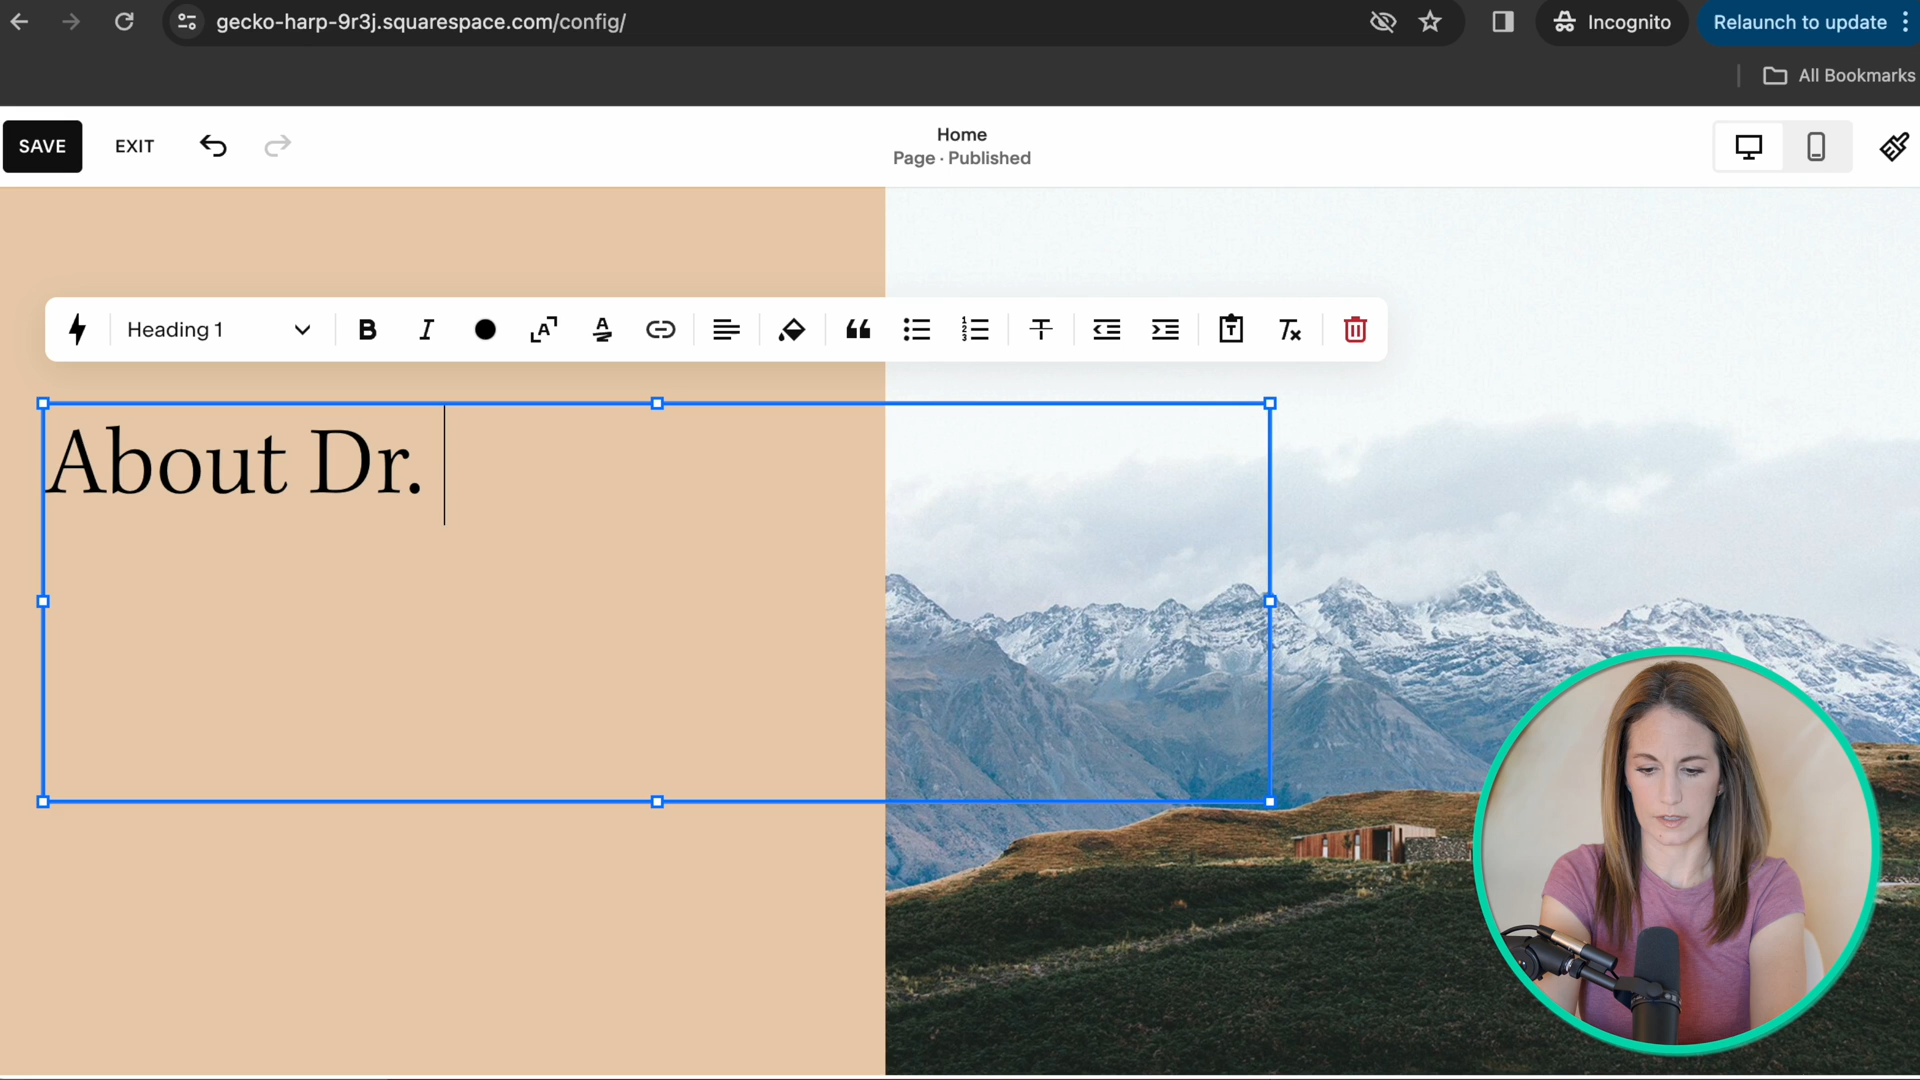 gecko-harp-9r3j.squarespace.com/config/
Incognito
Relaunch to update
All Bookmarks
SAVE
EXIT
Home
Page · Published
Heading 1
About Dr.